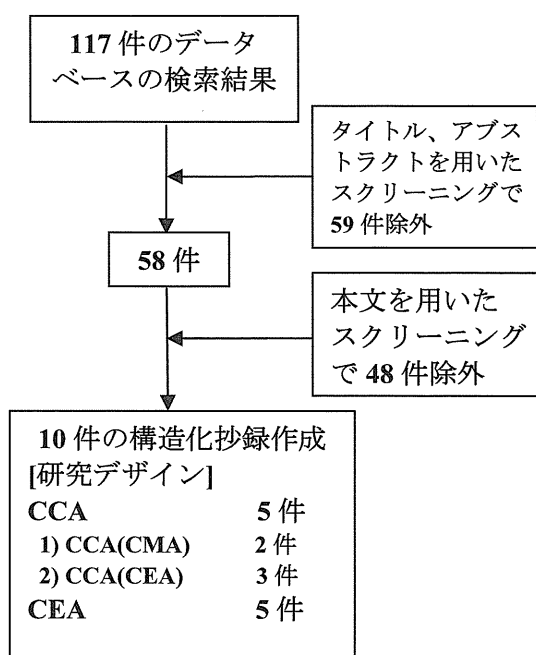 117 件のデータ
ベースの検索結果
タイトル、アブス
トラクトを用いた
スクリーニングで
59 件除外
58 件
本文を用いた
スクリーニング
で 48 件除外
10 件の構造化抄録作成
[研究デザイン]
CCA 5 件
1) CCA(CMA) 2 件
2) CCA(CEA) 3 件
CEA 5 件